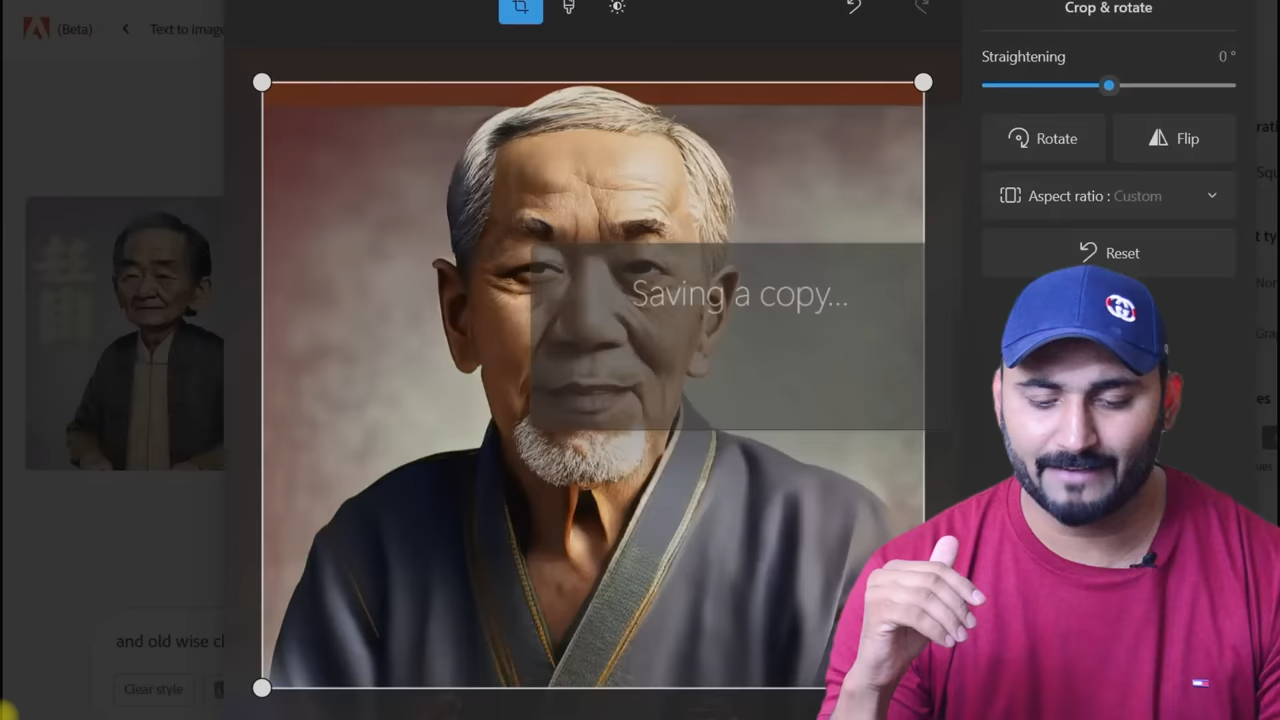 (Beta)
Text to Imag
Crop & rotate
Straightening
0 °
Rotate
Flip
Aspect ratio : Custom
Reset
Saving a copy...
and old wise c
Clear style